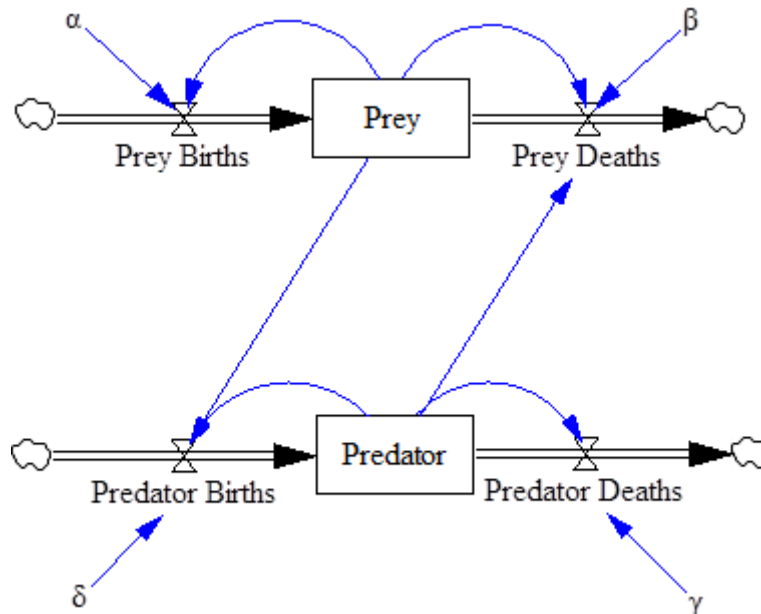 α
β
Prey
Prey Births
Prey Deaths
Predator
Predator Births
Predator Deaths
δ
γ